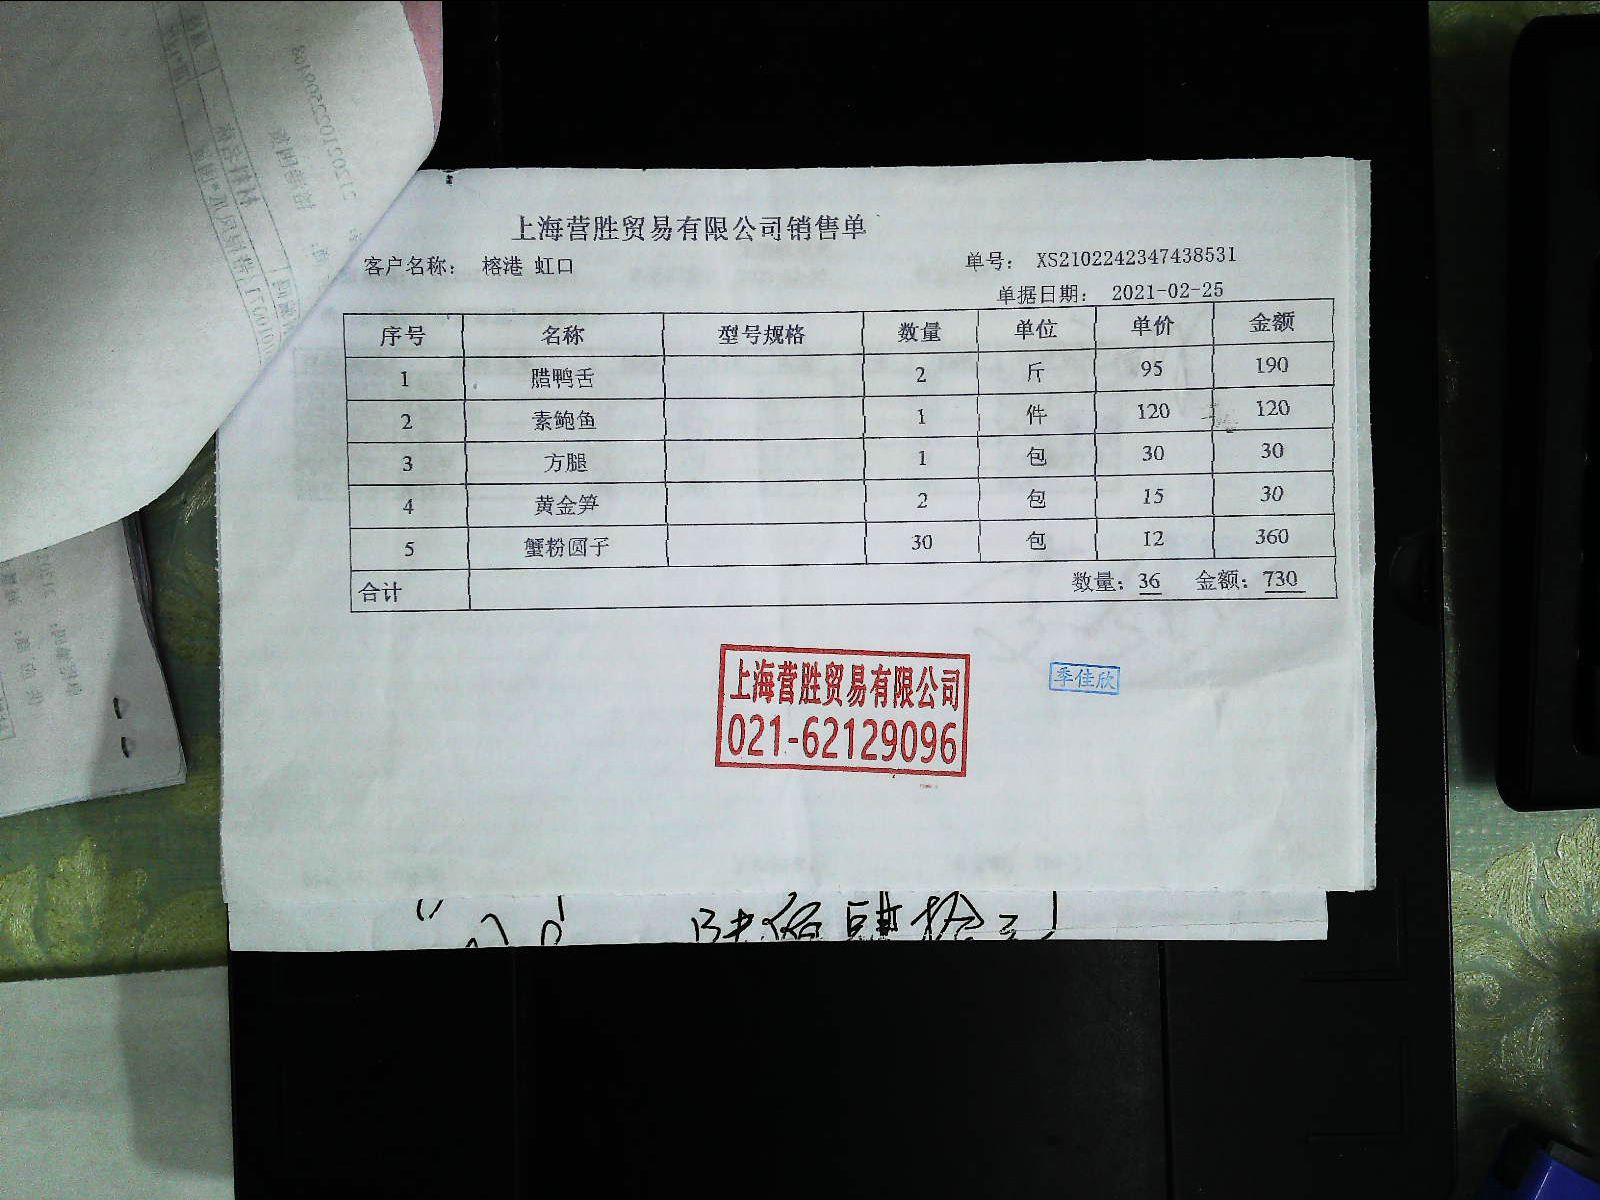 上海营胜贸易有限公司销售单
客户名称: 榕港 虹口 单号: XS2102242347438531
单据日期: 2021-02-25
序号 名称 型号规格 数量 单位 单价 金额
1 腊鸭舌 2 斤 95 190
2 素鲍鱼 1 件 120 120
3 方腿 1 包 30 30
4 黄金笋 2 包 15 30
5 蟹粉圆子 30 包 12 360
合计 数量: 36 金额: 730
上海营胜贸易有限公司
021-62129096
季佳欣